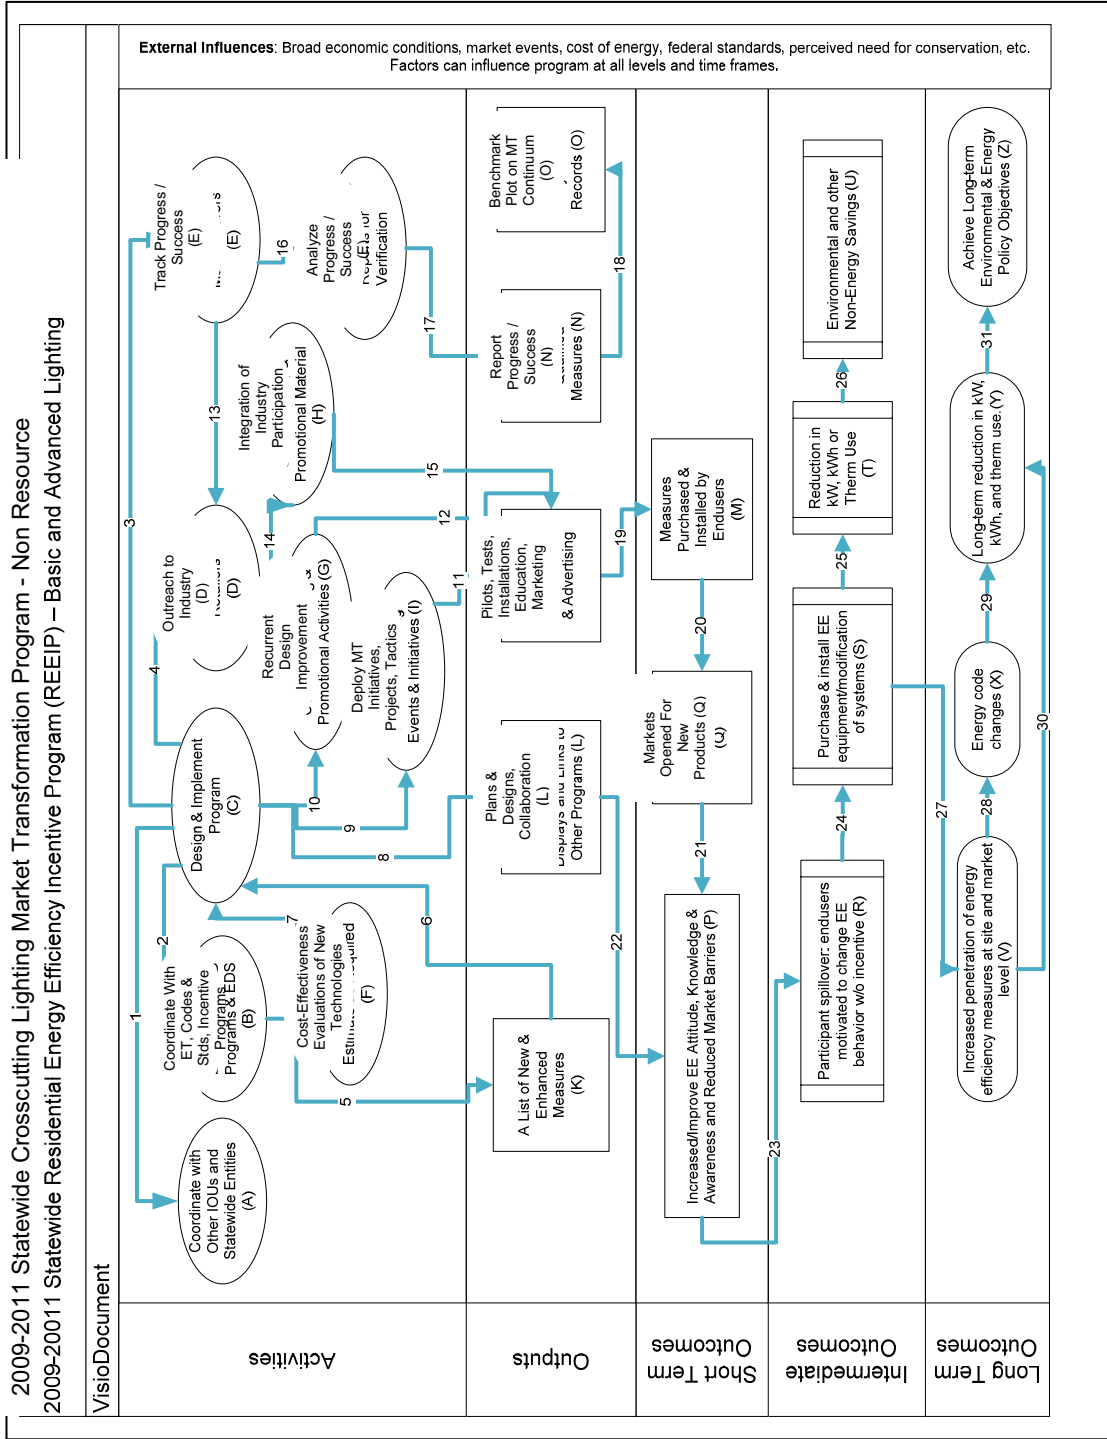 2009-2011 Statewide Crosscutting Lighting Market Transformation Program - Non Resource
2009-20011 Statewide Residential Energy Efficiency Incentive Program (REEIP) – Basic and Advanced Lighting
VisioDocument
External Influences: Broad economic conditions, market events, cost of energy, federal standards, perceived need for conservation, etc.
Factors can influence program at all levels and time frames.
Activities
Coordinate with
Other IOUs and
Statewide Entities
(A)
Coordinate With
ET, Codes &
Stds, Incentive
Programs
Programs & EDS
(B)
Design & Implement
Program
(C)
Outreach to
Industry
(D)
(D)
Track Progress /
Success
(E)
(E)
Cost-Effectiveness
Evaluations of New
Technologies
Estimate
(F)
Recurrent
Design
Improvement
Promotional Activities (G)
Integration of
Industry
Participation
Promotional Material
(H)
Deploy MT
Initiatives,
Projects, Tactics
Events & Initiatives (I)
Analyze
Progress /
Success
(E)
Verification
1
2
3
4
5
6
7
8
9
10
11
12
13
14
15
16
17
18
Outputs
A List of New &
Enhanced
Measures
(K)
Plans &
Designs,
Collaboration
(L)
Displays and Links to
Other Programs (L)
Pilots, Tests,
Installations,
Education,
Marketing
& Advertising
Report
Progress /
Success
(N)
Measures (N)
Benchmark
Plot on MT
Continuum
(O)
Records (O)
19
22
Short Term
Outcomes
Increased/Improve EE Attitude, Knowledge &
Awareness and Reduced Market Barriers (P)
21
Markets
Opened For
New
Products (Q)
(Q)
20
Measures
Purchased &
Installed by
Endusers
(M)
23
Intermediate
Outcomes
Participant spillover: endusers
motivated to change EE
behavior w/o incentive (R)
24
Purchase & install EE
equipment/modification
of systems (S)
25
Reduction in
kW, kWh or
Therm Use
(T)
26
Environmental and other
Non-Energy Savings (U)
27
Long Term
Outcomes
Increased penetration of energy
efficiency measures at site and market
level (V)
28
Energy code
changes (X)
29
Long-term reduction in kW,
kWh, and therm use.(Y)
30
31
Achieve Long-term
Environmental & Energy
Policy Objectives (Z)